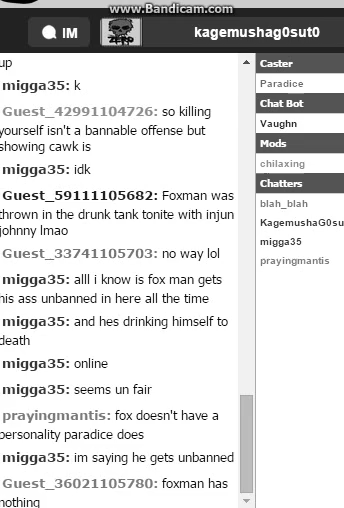 www.Bandicam.com
IM
ZERO
kagemushag0sut0
up
migga35: k
Guest_42991104726: so killing
yourself isn't a bannable offense but
showing cawk is
migga35: idk
Guest_59111105682: Foxman was
thrown in the drunk tank tonite with injun
johnny lmao
Guest_33741105703: no way lol
migga35: alll i know is fox man gets
his ass unbanned in here all the time
migga35: and hes drinking himself to
death
migga35: online
migga35: seems un fair
prayingmantis: fox doesn't have a
personality paradice does
migga35: im saying he gets unbanned
Guest_36021105780: foxman has
nothing
Caster
Paradice
Chat Bot
Vaughn
Mods
chilaxing
Chatters
blah_blah
KagemushaG0su
migga35
prayingmantis